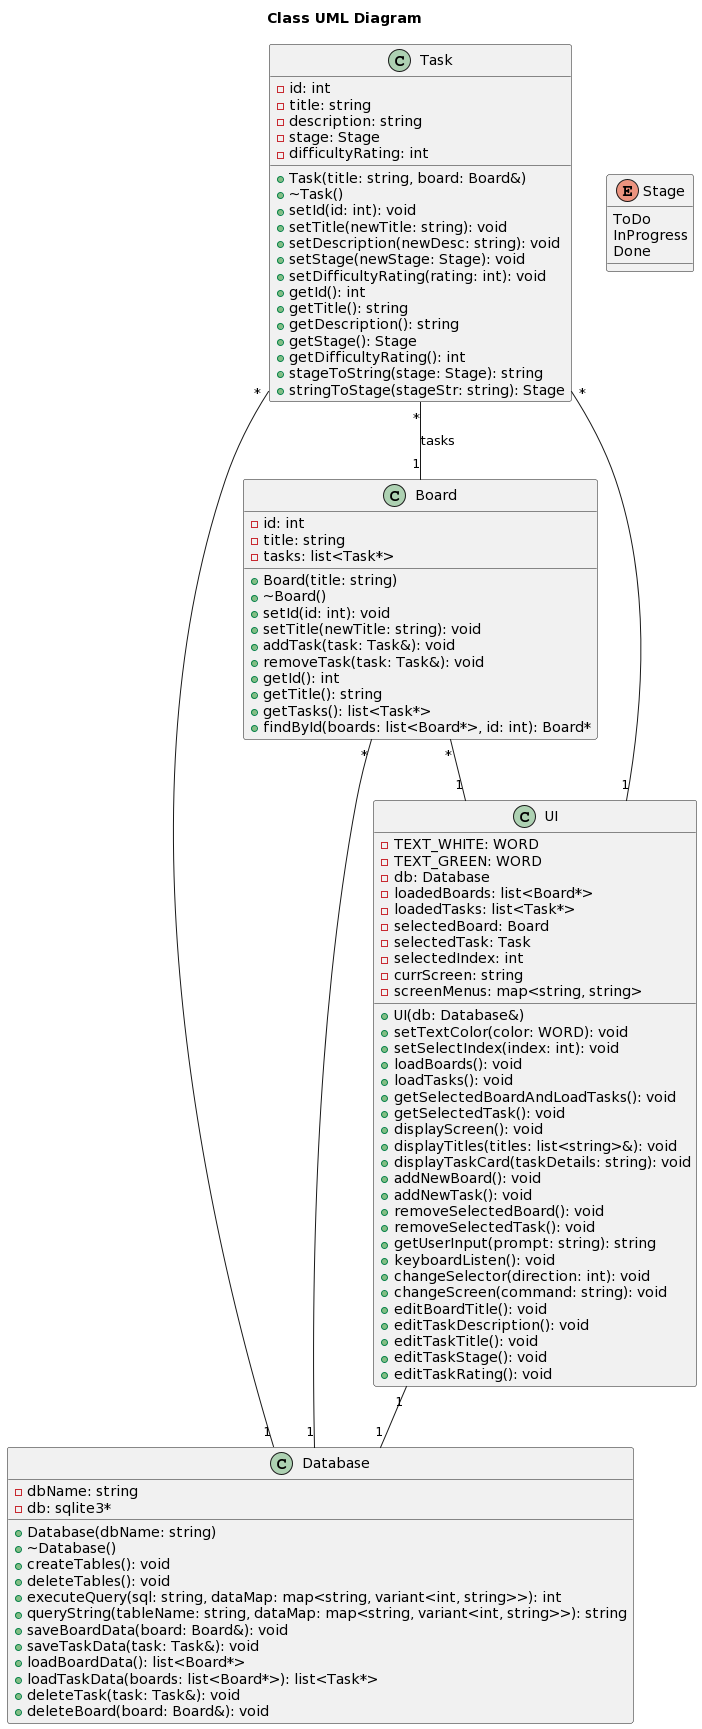 Class UML Diagram
C Task
id: int
title: string
description: string
stage: Stage
difficultyRating: int
Task(title: string, board: Board&)
~Task()
setId(id: int): void
setTitle(newTitle: string): void
setDescription(newDesc: string): void
setStage(newStage: Stage): void
setDifficultyRating(rating: int): void
getId(): int
getTitle(): string
getDescription(): string
getStage(): Stage
getDifficultyRating(): int
stageToString(stage: Stage): string
stringToStage(stageStr: string): Stage
E Stage
ToDo
InProgress
Done
* *
*
tasks
1
C Board
id: int
title: string
tasks: list<Task*>
Board(title: string)
~Board()
setId(id: int): void
setTitle(newTitle: string): void
addTask(task: Task&): void
removeTask(task: Task&): void
getId(): int
getTitle(): string
getTasks(): list<Task*>
findById(boards: list<Board*>, id: int): Board*
* *
1 1
C UI
TEXT_WHITE: WORD
TEXT_GREEN: WORD
db: Database
loadedBoards: list<Board*>
loadedTasks: list<Task*>
selectedBoard: Board
selectedTask: Task
selectedIndex: int
currScreen: string
screenMenus: map<string, string>
UI(db: Database&)
setTextColor(color: WORD): void
setSelectIndex(index: int): void
loadBoards(): void
loadTasks(): void
getSelectedBoardAndLoadTasks(): void
getSelectedTask(): void
displayScreen(): void
displayTitles(titles: list<string>&): void
displayTaskCard(taskDetails: string): void
addNewBoard(): void
addNewTask(): void
removeSelectedBoard(): void
removeSelectedTask(): void
getUserInput(prompt: string): string
keyboardListen(): void
changeSelector(direction: int): void
changeScreen(command: string): void
editBoardTitle(): void
editTaskDescription(): void
editTaskTitle(): void
editTaskStage(): void
editTaskRating(): void
1
1 1 1
C Database
dbName: string
db: sqlite3*
Database(dbName: string)
~Database()
createTables(): void
deleteTables(): void
executeQuery(sql: string, dataMap: map<string, variant<int, string>>): int
queryString(tableName: string, dataMap: map<string, variant<int, string>>): string
saveBoardData(board: Board&): void
saveTaskData(task: Task&): void
loadBoardData(): list<Board*>
loadTaskData(boards: list<Board*>): list<Task*>
deleteTask(task: Task&): void
deleteBoard(board: Board&): void